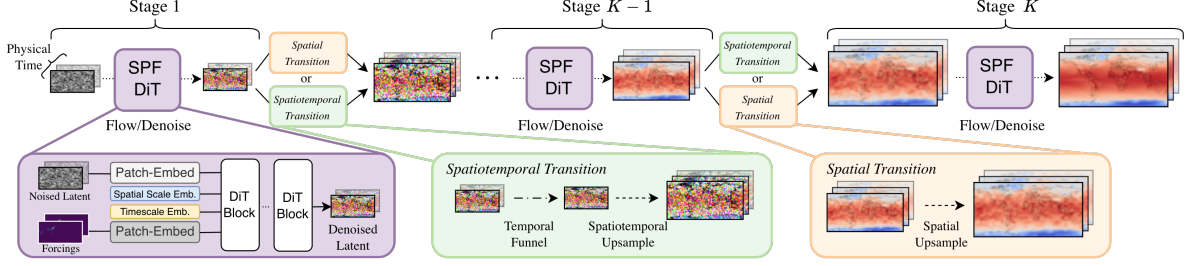 Stage 1
Stage K − 1
Stage K
Physical
Time
SPF
DiT
Flow/Denoise
Spatial
Transition
or
Spatiotemporal
Transition
SPF
DiT
Flow/Denoise
Spatiotemporal
Transition
or
Spatial
Transition
SPF
DiT
Flow/Denoise
Noised Latent
Forcings
Patch-Embed
Spatial Scale Emb.
Timescale Emb.
Patch-Embed
DiT
Block
...
DiT
Block
Denoised
Latent
Spatiotemporal Transition
Temporal
Funnel
Spatiotemporal
Upsample
Spatial Transition
Spatial
Upsample